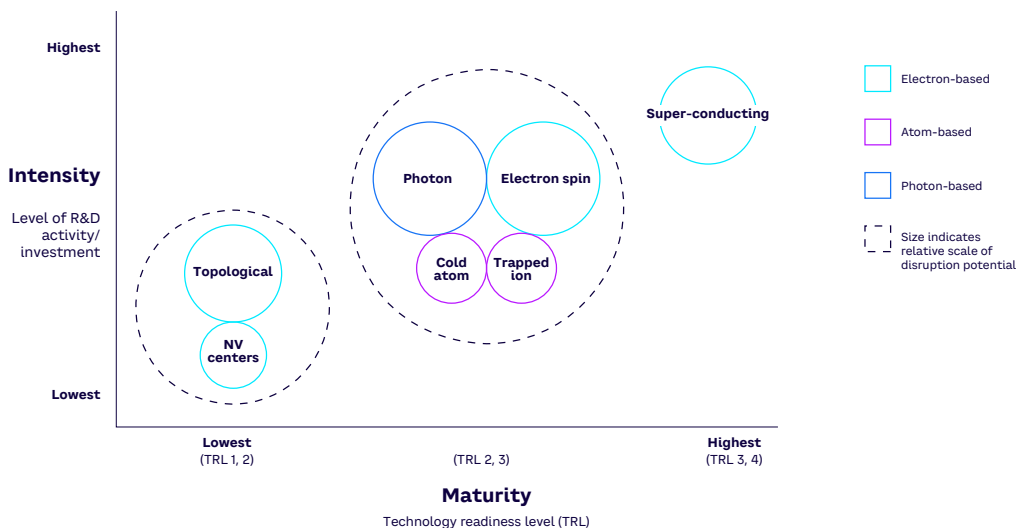 Highest
Intensity
Level of R&D
activity/
investment
Lowest
Super-conducting
Photon
Electron spin
Cold
atom
Trapped
ion
Topological
NV
centers
Electron-based
Atom-based
Photon-based
Size indicates
relative scale of
disruption potential
Lowest
(TRL 1, 2)
(TRL 2, 3)
Highest
(TRL 3, 4)
Maturity
Technology readiness level (TRL)